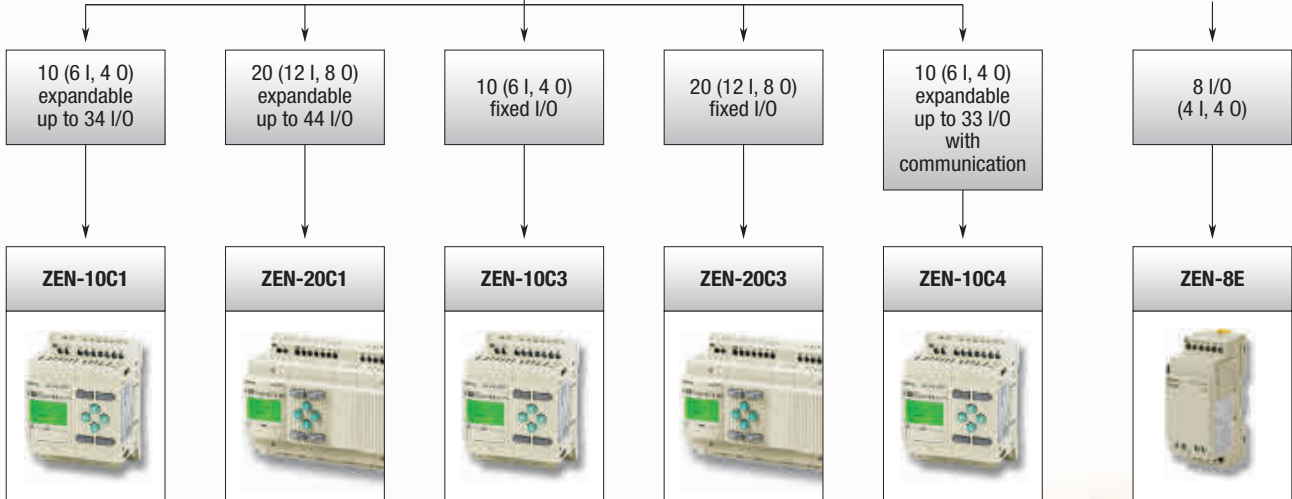 10 (6 I, 4 O)
expandable
up to 34 I/O
20 (12 I, 8 O)
expandable
up to 44 I/O
10 (6 I, 4 O)
fixed I/O
20 (12 I, 8 O)
fixed I/O
10 (6 I, 4 O)
expandable
up to 33 I/O
with
communication
8 I/O
(4 I, 4 O)
ZEN-10C1
ZEN-20C1
ZEN-10C3
ZEN-20C3
ZEN-10C4
ZEN-8E